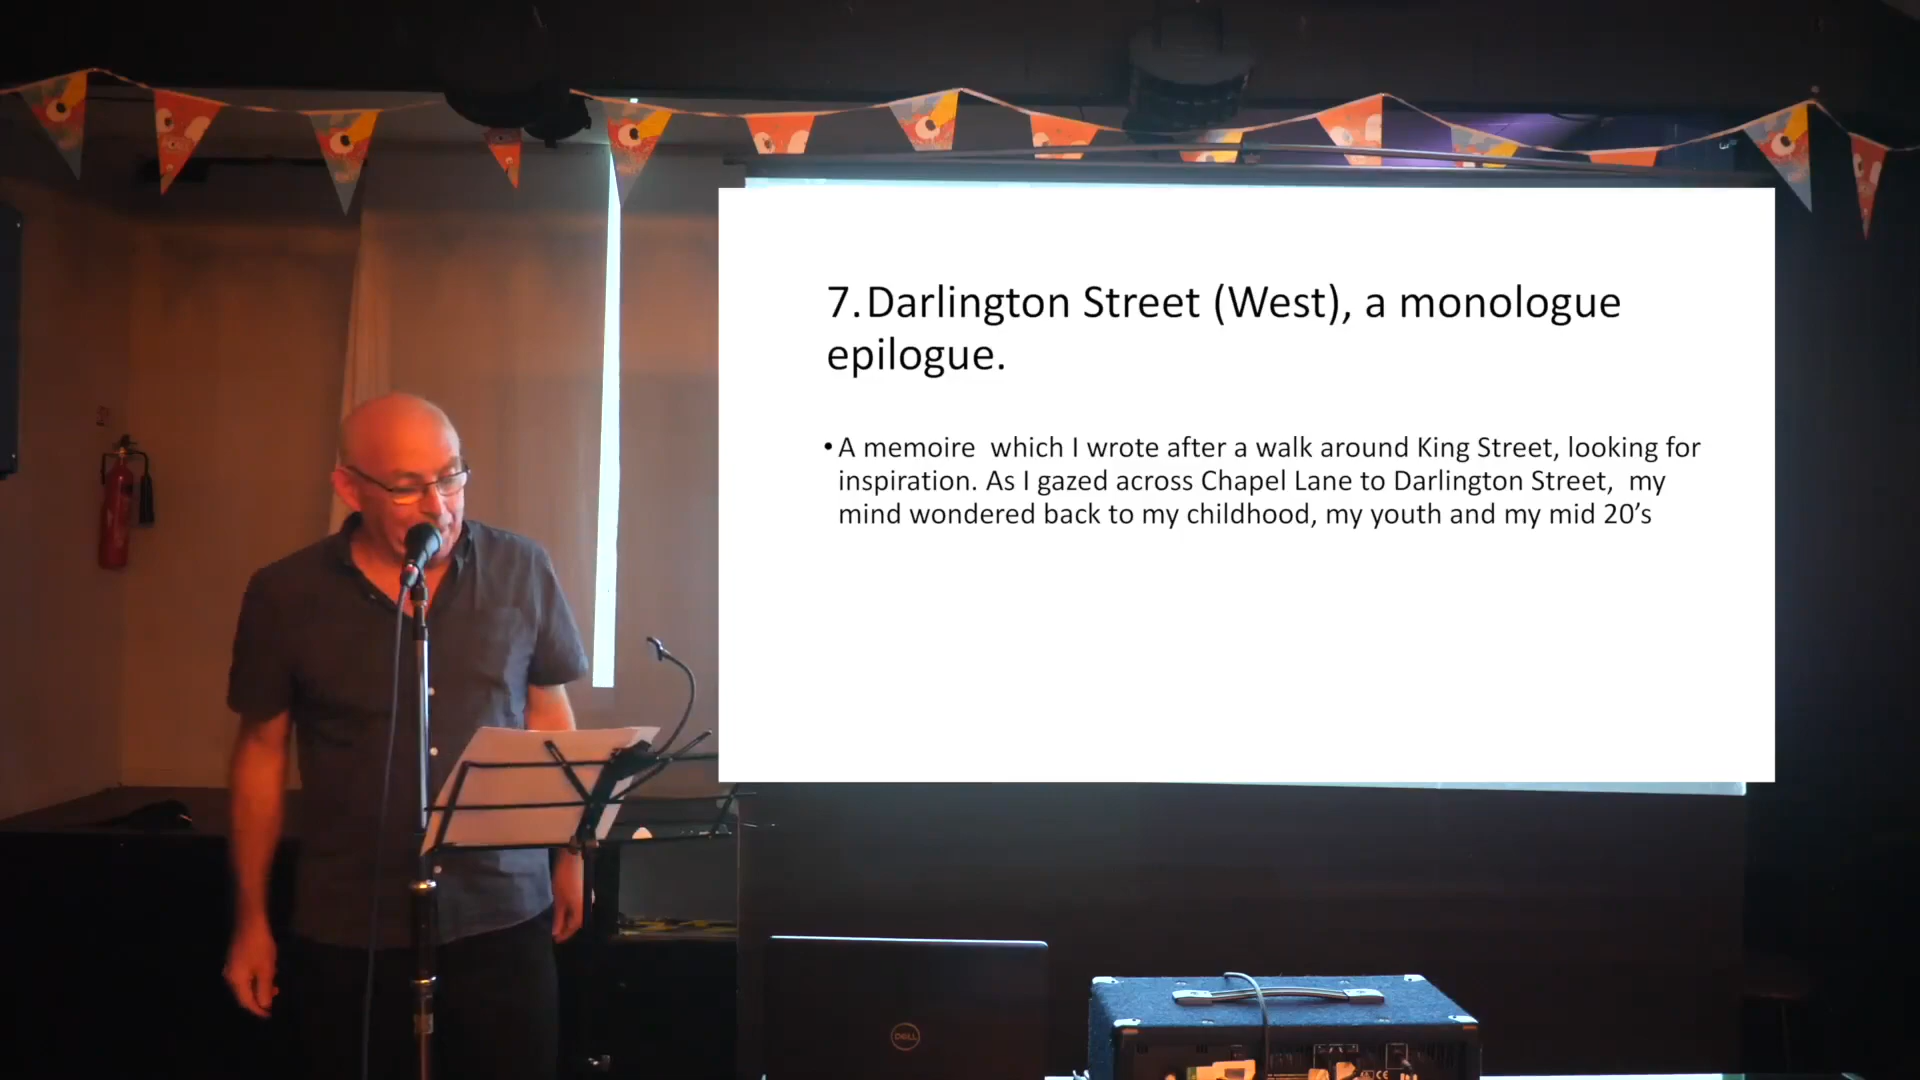 7.Darlington Street (West), a monologue
epilogue.
• A memoire  which I wrote after a walk around King Street, looking for
inspiration. As I gazed across Chapel Lane to Darlington Street,  my
mind wondered back to my childhood, my youth and my mid 20’s
DELL
CE